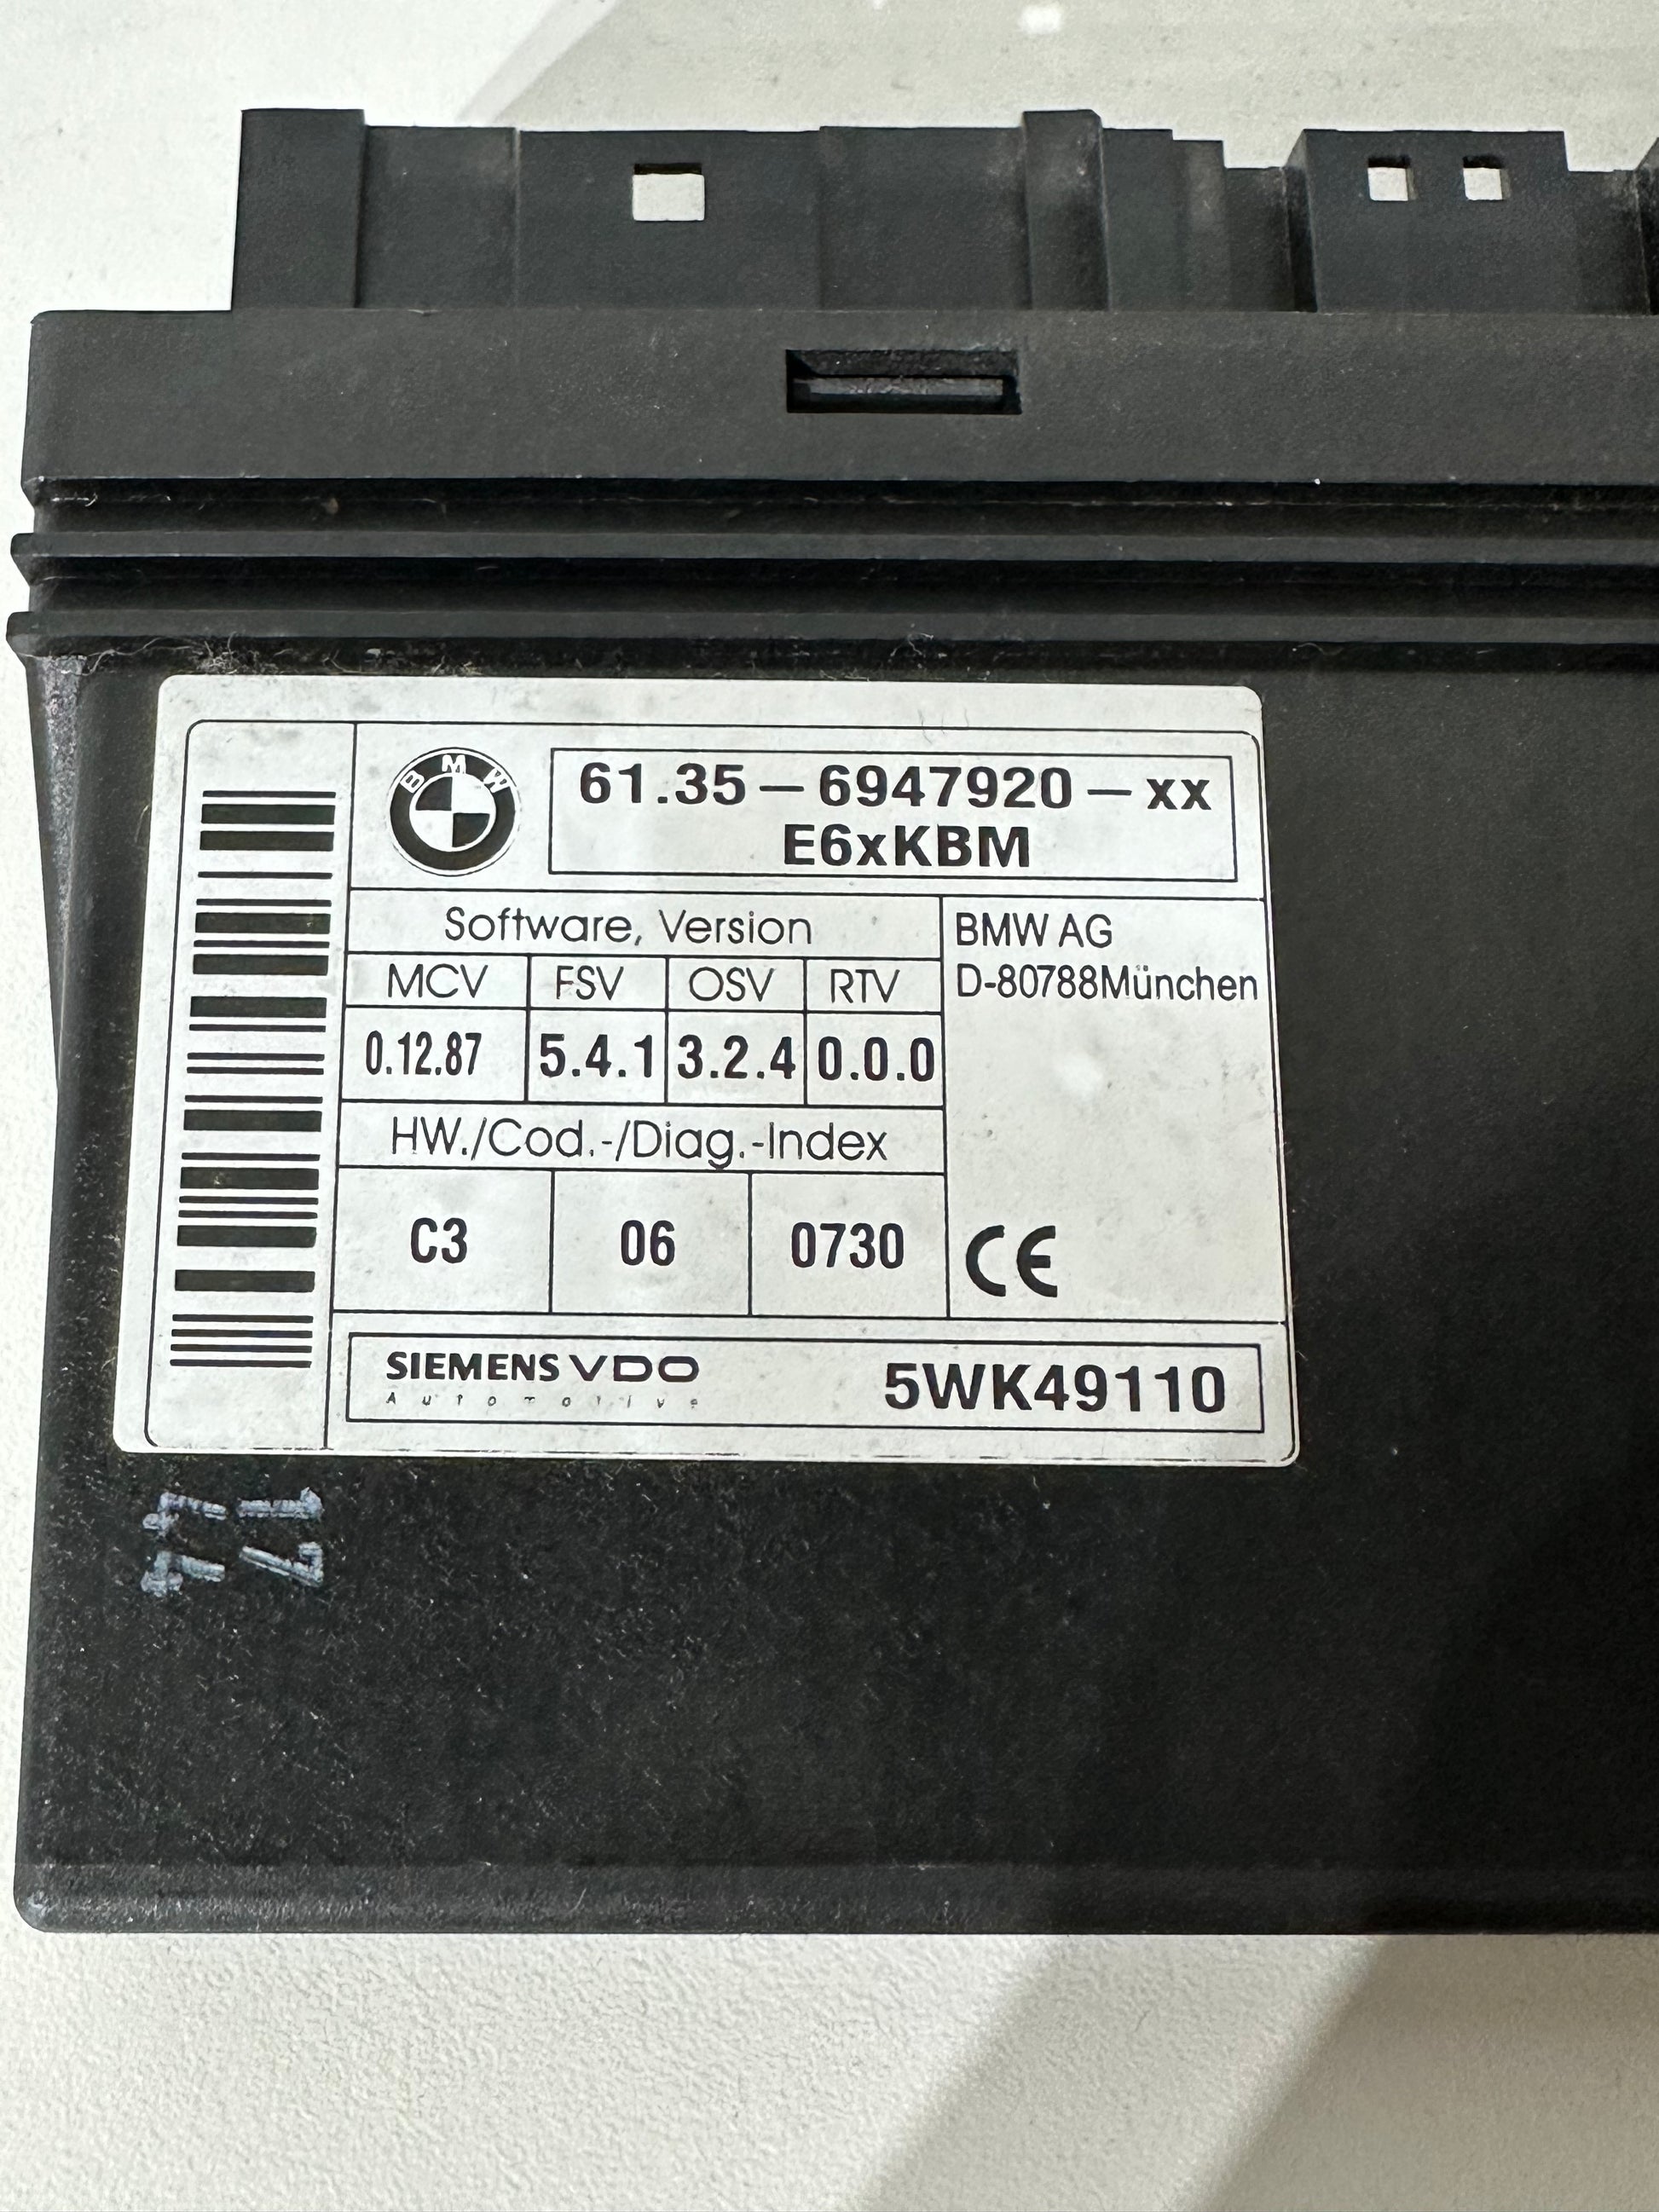 BMW
61.35 – 6947920 – xx
E6xKBM
Software, Version
MCV FSV OSV RTV
0.12.87 5.4.1 3.2.4 0.0.0
BMW AG
D-80788München
HW./Cod.-/Diag.-Index
C3 06 0730
CE
SIEMENS VDO
Automotive
5WK49110